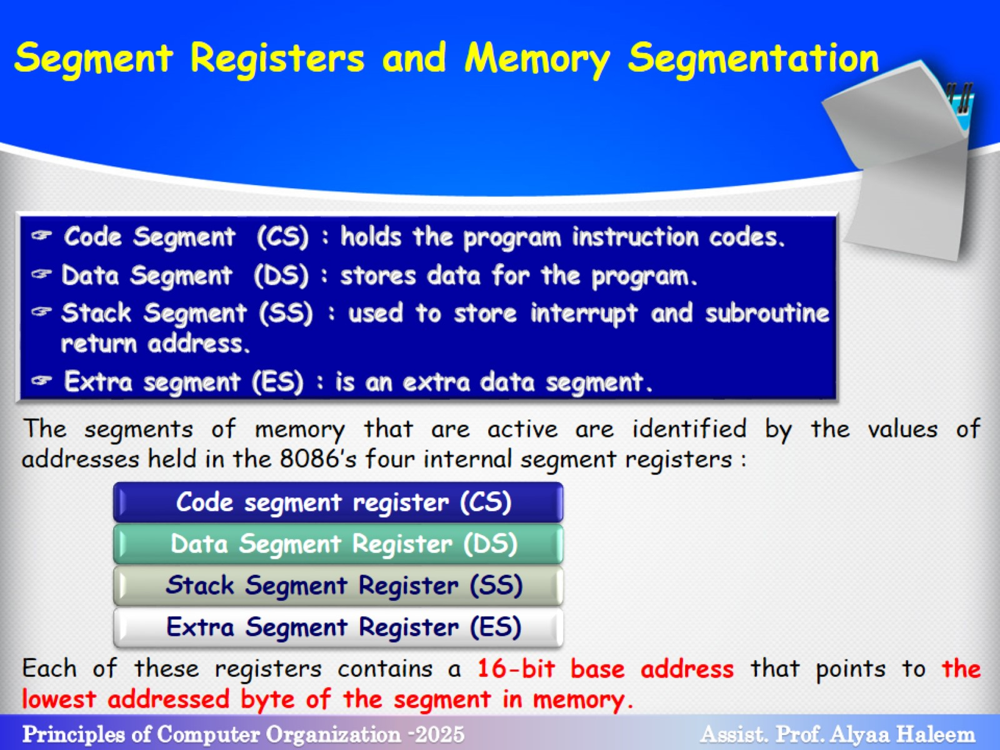 Segment Registers and Memory Segmentation
☞ Code Segment (CS) : holds the program instruction codes.
☞ Data Segment (DS) : stores data for the program.
☞ Stack Segment (SS) : used to store interrupt and subroutine
return address.
☞ Extra segment (ES) : is an extra data segment.
The segments of memory that are active are identified by the values of
addresses held in the 8086’s four internal segment registers :
Code segment register (CS)
Data Segment Register (DS)
Stack Segment Register (SS)
Extra Segment Register (ES)
Each of these registers contains a 16-bit base address that points to the
lowest addressed byte of the segment in memory.
Principles of Computer Organization -2025
Assist. Prof. Alyaa Haleem